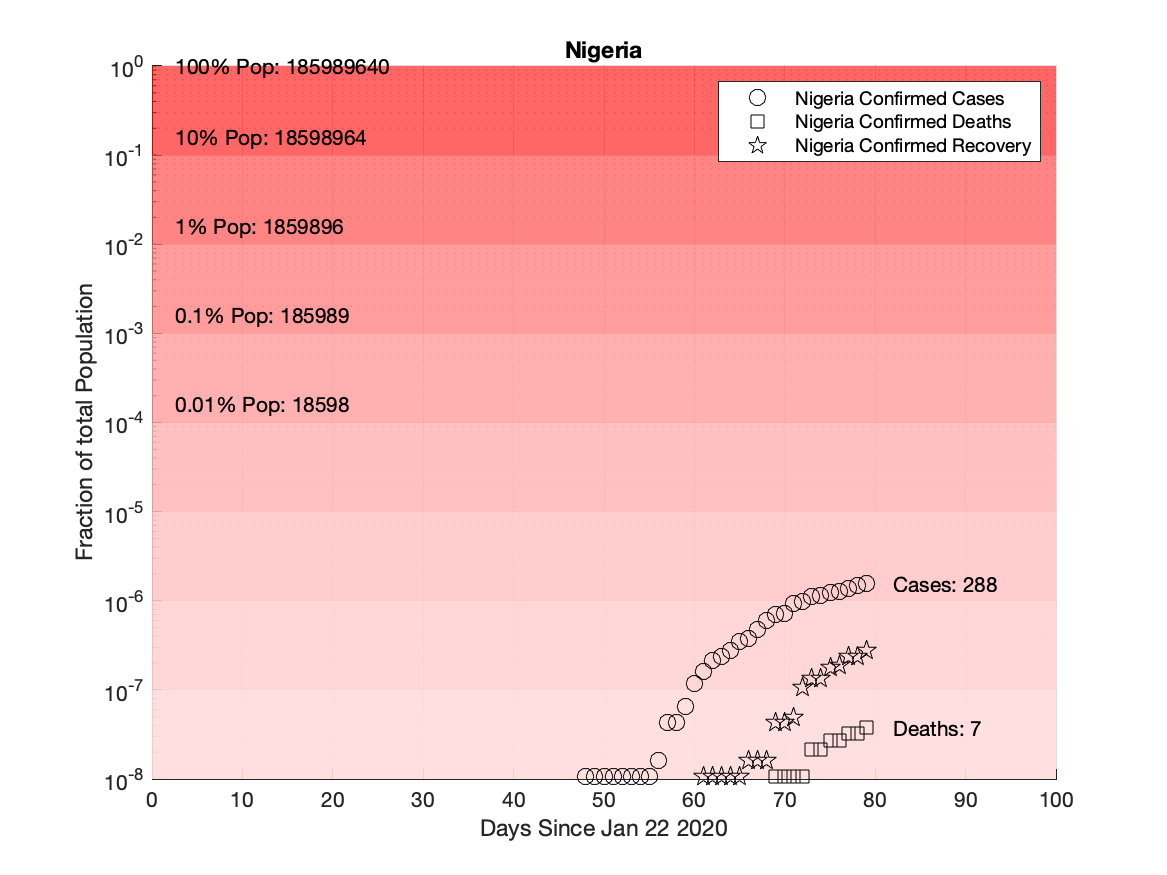 Nigeria
10^0
100% Pop: 185989640
Nigeria Confirmed Cases
10% Pop: 18598964
Nigeria Confirmed Deaths
10^-1
Nigeria Confirmed Recovery
1% Pop: 1859896
10^-2
0.1% Pop: 185989
10^-3
0.01% Pop: 18598
10^-4
Fraction of total Population
10^-5
Cases: 288
10^-6
10^-7
Deaths: 7
10^-8
0 10 20 30 40 50 60 70 80 90 100
Days Since Jan 22 2020